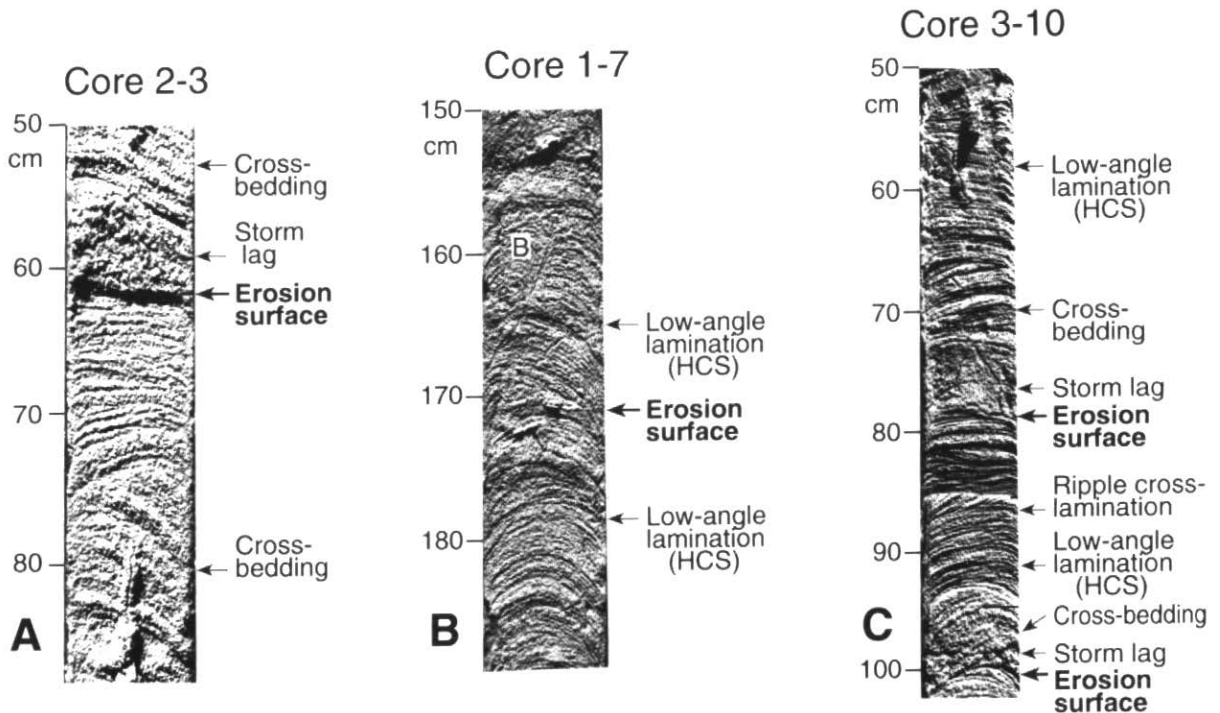 Core 2-3
50
cm
60
70
80
Cross-
bedding
Storm
lag
Erosion
surface
Cross-
bedding
A
Core 1-7
150
cm
160
170
180
B
Low-angle
lamination
(HCS)
Erosion
surface
Low-angle
lamination
(HCS)
B
Core 3-10
50
cm
60
70
80
90
100
Low-angle
lamination
(HCS)
Cross-
bedding
Storm lag
Erosion
surface
Ripple cross-
lamination
Low-angle
lamination
(HCS)
Cross-bedding
Storm lag
Erosion
surface
C